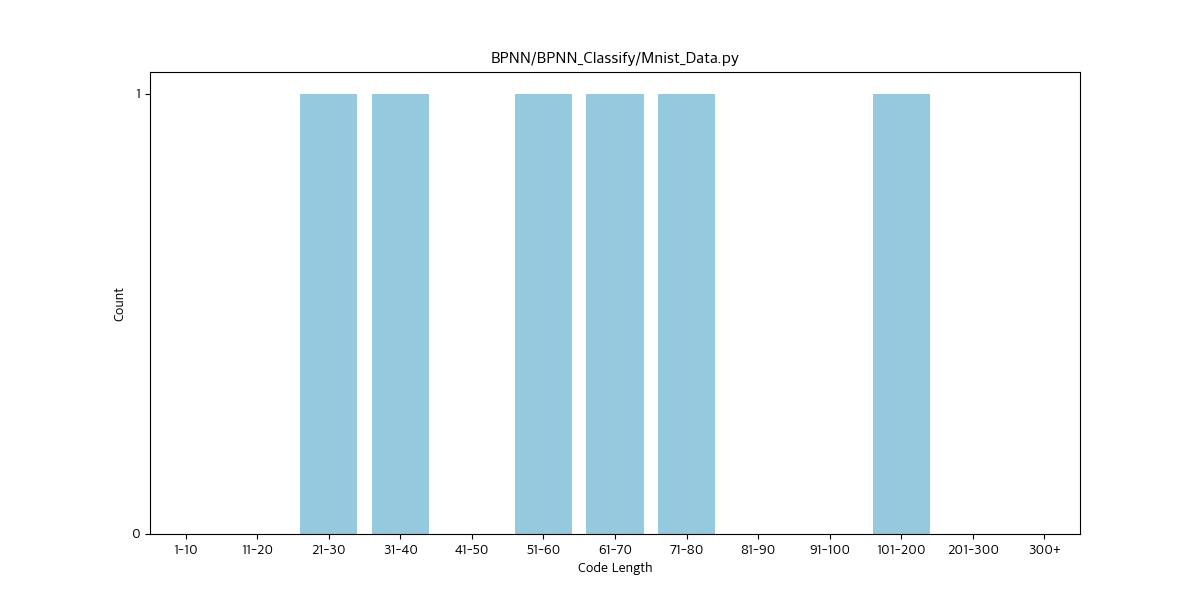 BPNN/BPNN_Classify/Mnist_Data.py
1
Count
0
1-10 11-20 21-30 31-40 41-50 51-60 61-70 71-80 81-90 91-100 101-200 201-300 300+
Code Length